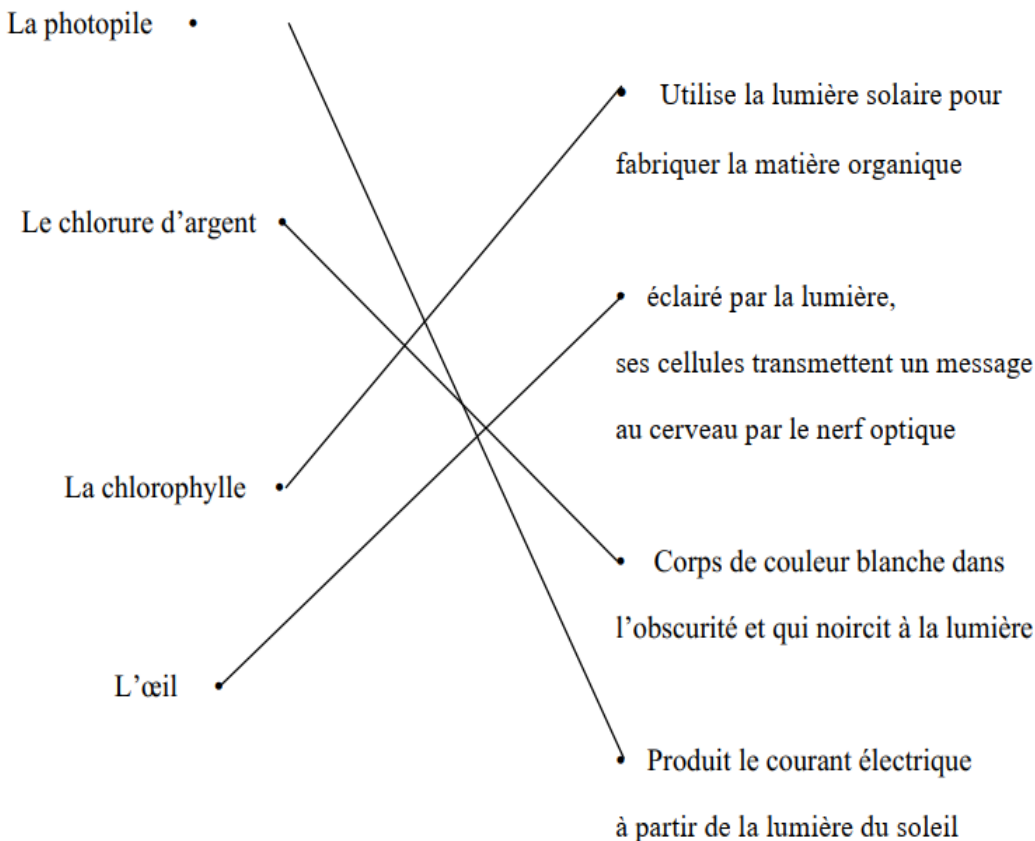 La photopile •
• Utilise la lumière solaire pour
fabriquer la matière organique
Le chlorure d’argent •
• éclairé par la lumière,
ses cellules transmettent un message
au cerveau par le nerf optique
La chlorophylle •
• Corps de couleur blanche dans
l’obscurité et qui noircit à la lumière
L’œil •
• Produit le courant électrique
à partir de la lumière du soleil